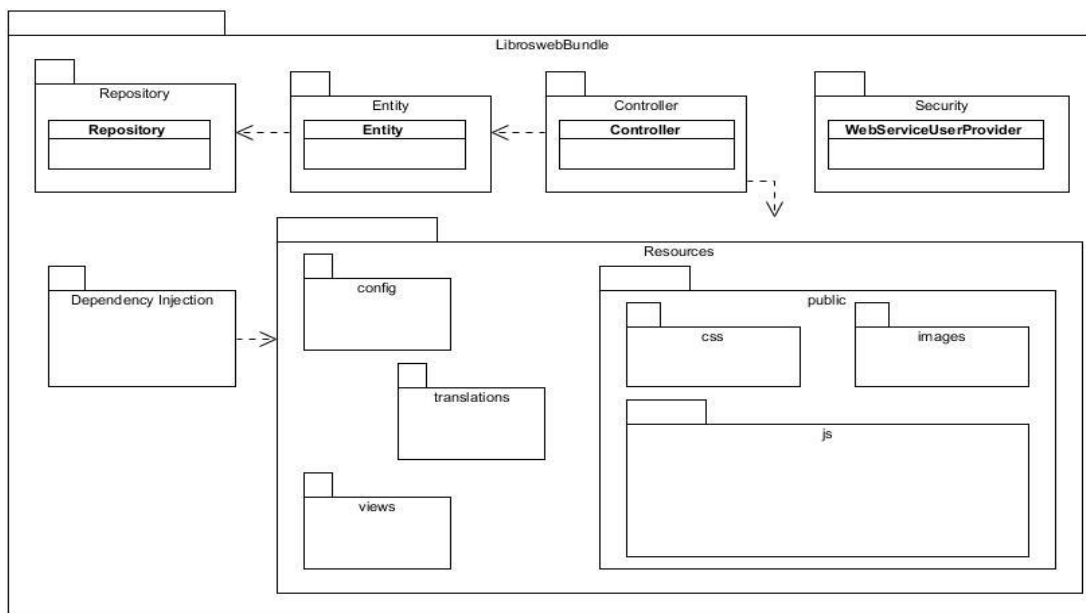 LibroswebBundle
Repository
Repository
Entity
Entity
Controller
Controller
Security
WebServiceUserProvider
Dependency Injection
Resources
config
translations
views
public
css
images
js